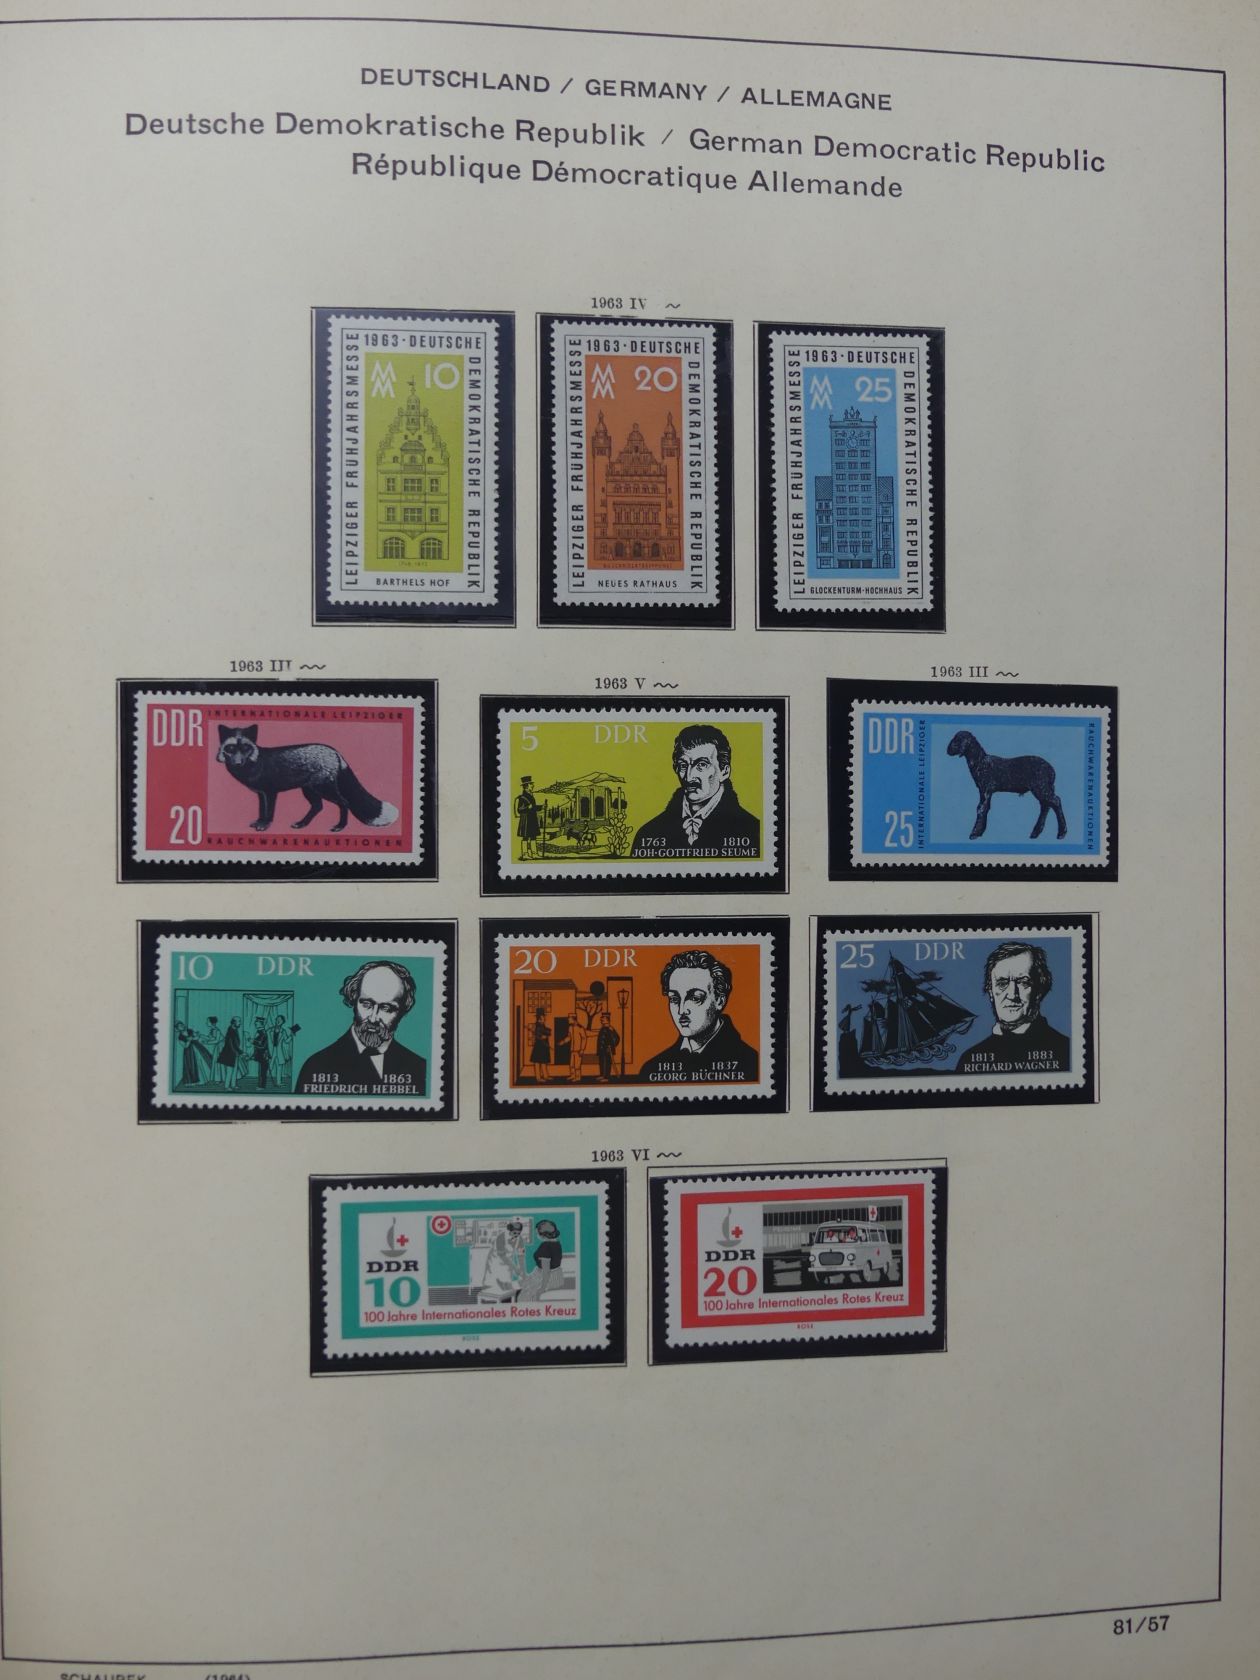 DEUTSCHLAND / GERMANY / ALLEMAGNE
Deutsche Demokratische Republik / German Democratic Republic
République Démocratique Allemande
1963 IV
LEIPZIGER FRÜHJAHRSMESSE
1963 · DEUTSCHE
DEMOKRATISCHE REPUBLIK
MM 10
BARTHELS HOF
LEIPZIGER FRÜHJAHRSMESSE
1963 · DEUTSCHE
DEMOKRATISCHE REPUBLIK
MM 20
NEUES RATHAUS
LEIPZIGER FRÜHJAHRSMESSE
1963 · DEUTSCHE
DEMOKRATISCHE REPUBLIK
MM 25
GLOCKENTURM-HOCHHAUS
1963 III
DDR
INTERNATIONALE LEIPZIGER
20
RAUCHWARENAUKTIONEN
1963 V
5 DDR
1763 1810
JOH·GOTTFRIED SEUME
1963 III
DDR
INTERNATIONALE LEIPZIGER
RAUCHWARENAUKTIONEN
25
10 DDR
1813 1863
FRIEDRICH HEBBEL
20 DDR
1813 1837
GEORG BÜCHNER
25 DDR
1813 1883
RICHARD WAGNER
1963 VI
DDR
10
100 Jahre Internationales Rotes Kreuz
DDR
20
100 Jahre Internationales Rotes Kreuz
81/57
SCHAUBEK (1964)